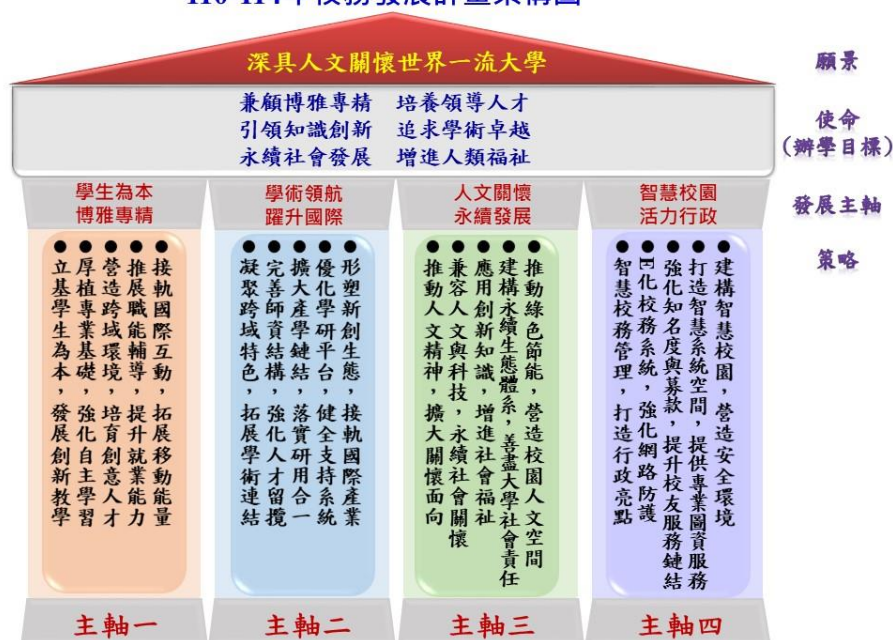 110-114年校務發展計畫架構圖
深具人文關懷世界一流大學
願景
兼顧博雅專精 培養領導人才
引領知識創新 追求學術卓越
永續社會發展 增進人類福祉
使命
(辦學目標)
學生為本
博雅專精
學術領航
躍升國際
人文關懷
永續發展
智慧校園
活力行政
發展主軸
●接軌國際互動，拓展移動能量
●推展職能輔導，提升就業能力
●營造跨域環境，培育創意人才
●厚植專業基礎，強化自主學習
●立基學生為本，發展創新教學
●形塑新創生態，接軌國際產業
●優化學研平台，健全支持系統
●擴大產學鏈結，落實研用合一
●完善師資結構，強化人才留攬
●凝聚跨域特色，拓展學術連結
●推動綠色節能，營造校園人文空間
●建構永續生態體系，善盡大學社會責任
●應用創新知識，增進社會福祉
●兼容人文與科技，永續社會關懷
●推動人文精神，擴大關懷面向
●建構智慧校園，營造安全環境
●打造智慧系統空間，提供專業圖資服務
●強化知名度與募款，提升校友服務鏈結
●E化校務系統，強化網路防護
●智慧校務管理，打造行政亮點
策略
主軸一
主軸二
主軸三
主軸四